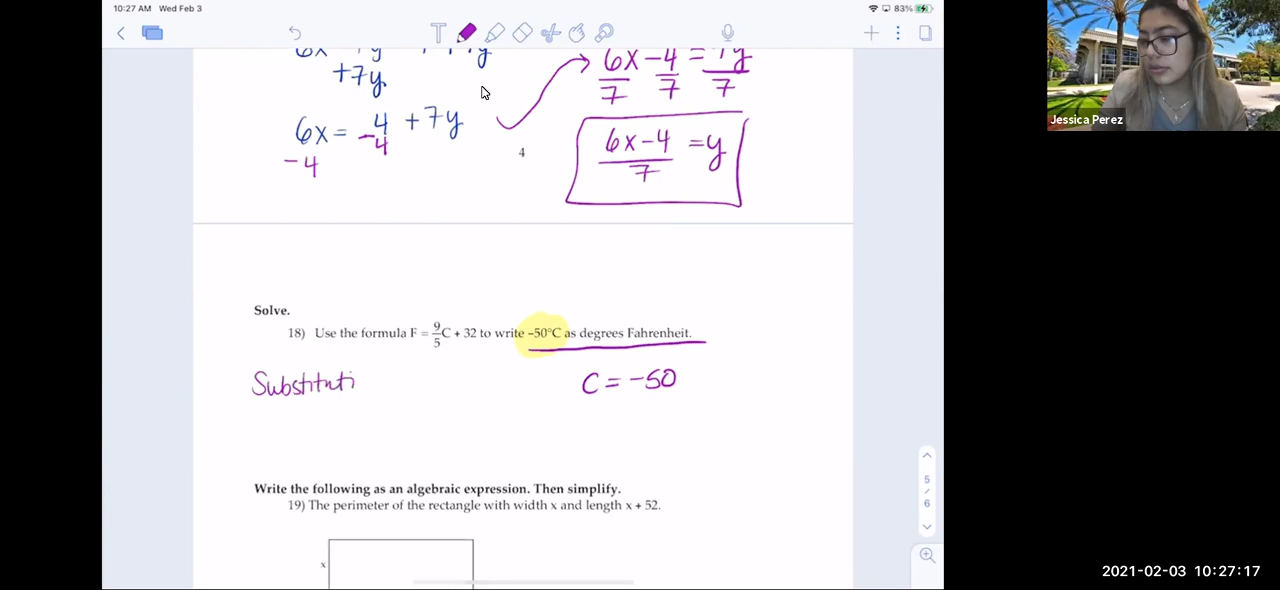 10:27 AM Wed Feb 3
83%
Jessica Perez
+7y
6x - 4 =
7 7 7
6x = 4 + 7y
-4 -4
4
6x - 4 = y
7
Solve.
18) Use the formula F = 9/5 C + 32 to write -50°C as degrees Fahrenheit.
Substituti
C = -50
Write the following as an algebraic expression. Then simplify.
19) The perimeter of the rectangle with width x and length x + 52.
x
5
/
6
2021-02-03 10:27:17